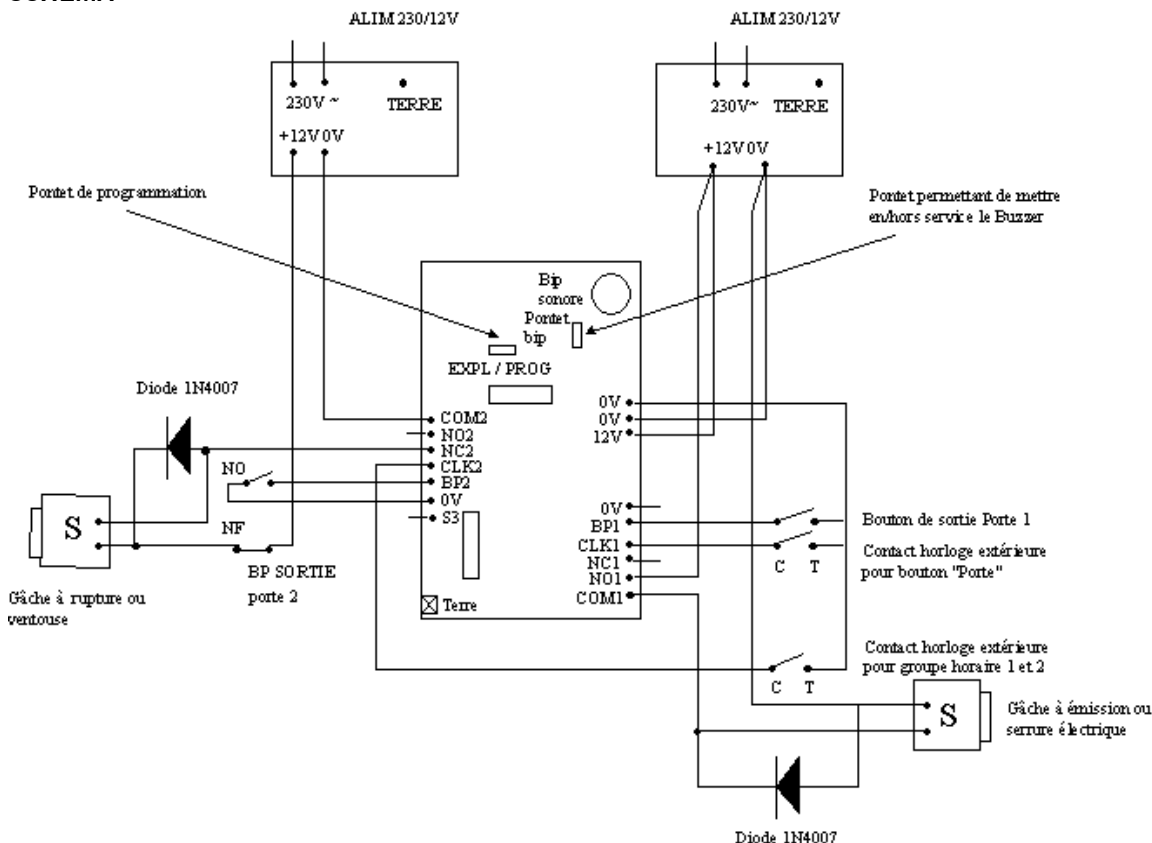 ALIM 230/12V
ALIM 230/12V
230V ~ TERRE
+12V 0V
230V~ TERRE
+12V 0V
Pontet de programmation
Pontet permettant de mettre
en/hors service le Buzzer
Bip
sonore
Pontet
bip
EXPL / PROG
Diode 1N4007
COM2
NO2
NC2
CLK2
BP2
0V
S3
NO
NF
BP SORTIE
porte 2
S
Gâche à rupture ou
ventouse
Terre
0V
0V
12V
0V
BP1
CLK1
NC1
NO1
COM1
Bouton de sortie Porte 1
Contact horloge extérieure
pour bouton "Porte"
C T
Contact horloge extérieure
pour groupe horaire 1 et 2
C T
S
Gâche à émission ou
serrure électrique
Diode 1N4007